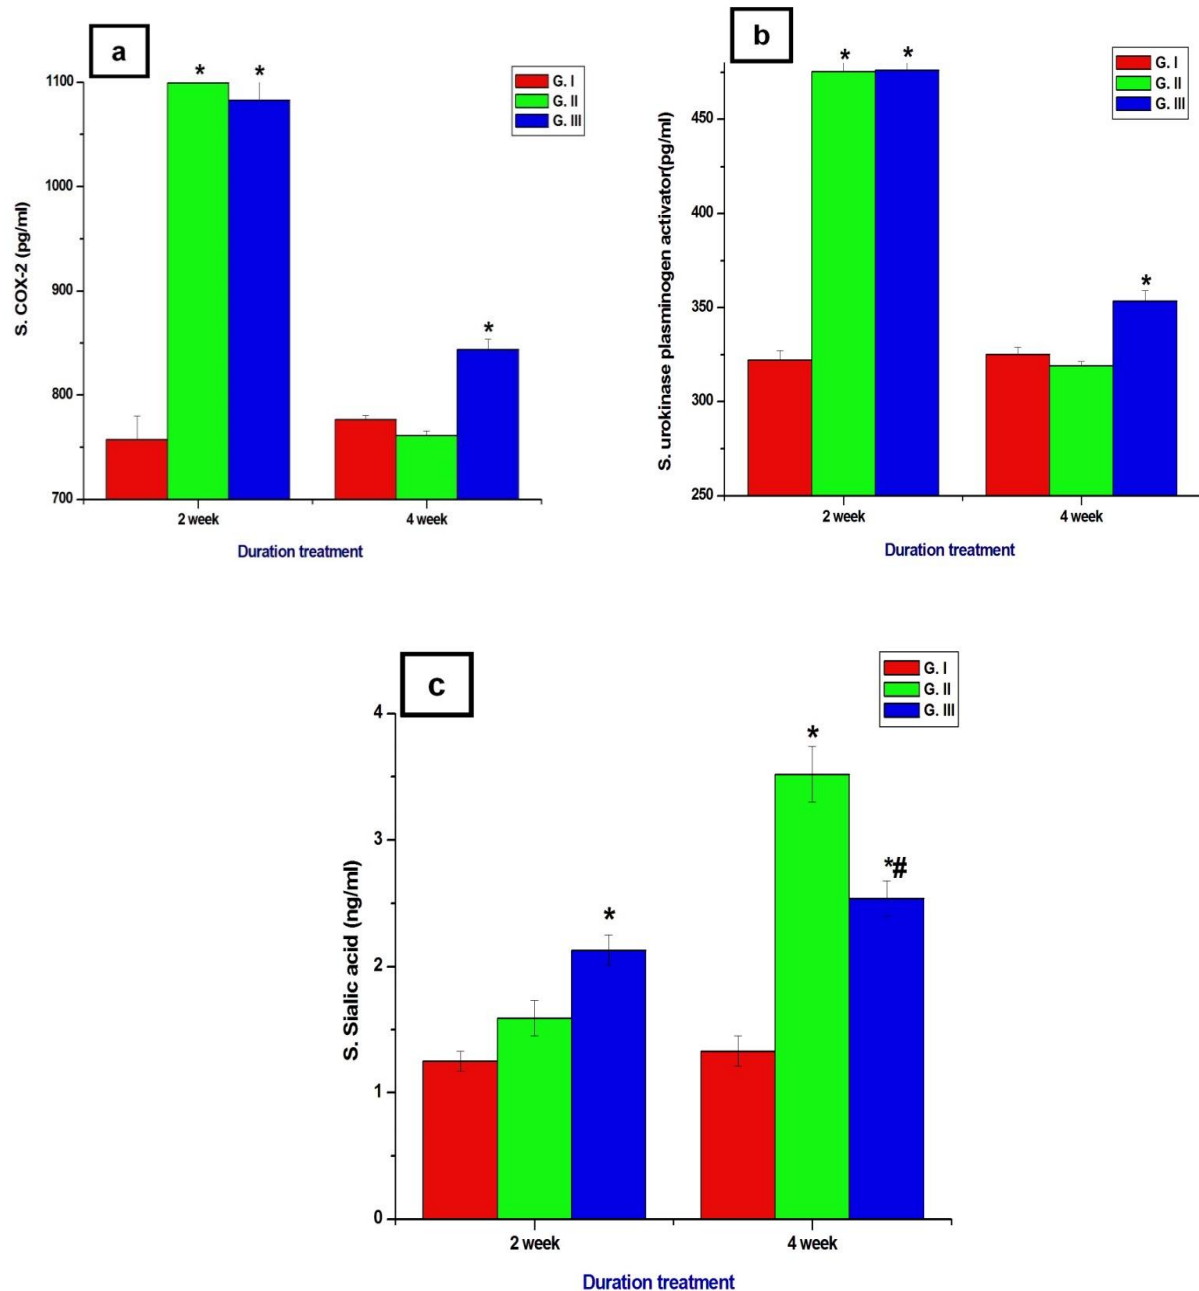 a
G. I
G. II
G. III
* *
*
1100
1000
900
800
700
S. COX-2 (pg/ml)
2 week 4 week
Duration treatment
b
G. I
G. II
G. III
* *
*
450
400
350
300
250
S. urokinase plasminogen activator(pg/ml)
2 week 4 week
Duration treatment
c
G. I
G. II
G. III
*
*#
*
4
3
2
1
0
S. Sialic acid (ng/ml)
2 week 4 week
Duration treatment